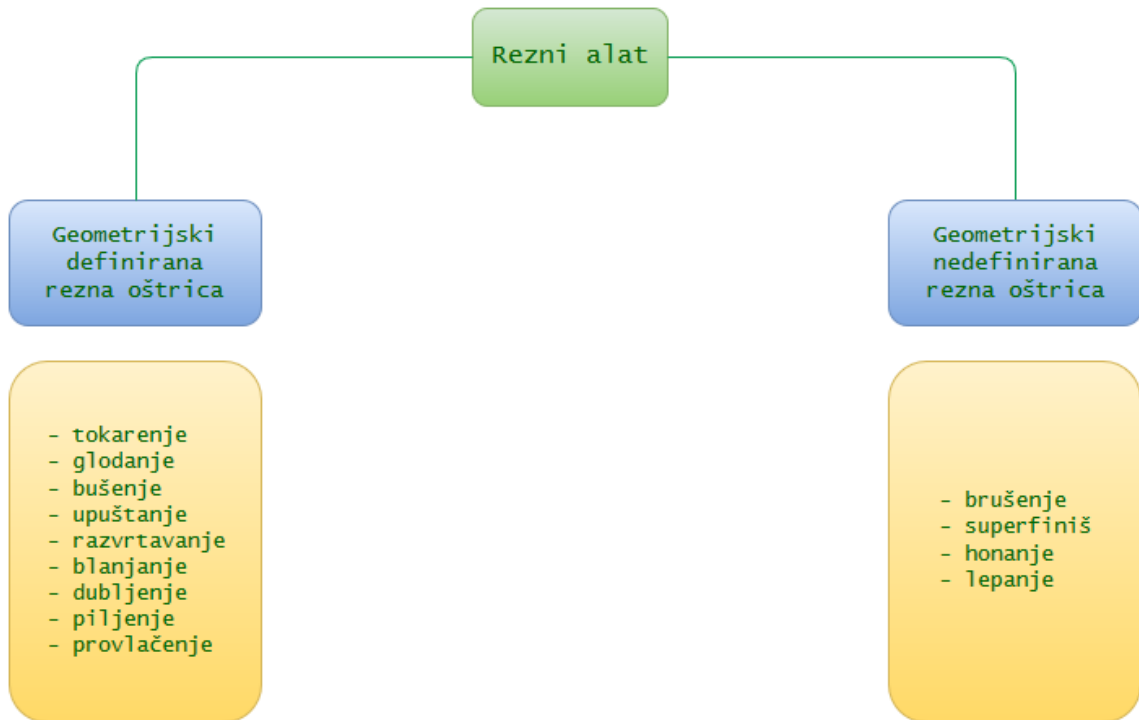 Rezni alat
Geometrijski
definirana
rezna oštrica
Geometrijski
nedefinirana
rezna oštrica
- tokarenje
- glodanje
- bušenje
- upuštanje
- razvrtavanje
- blanjanje
- dubljenje
- piljenje
- provlačenje
- brušenje
- superfiniš
- honanje
- lepanje